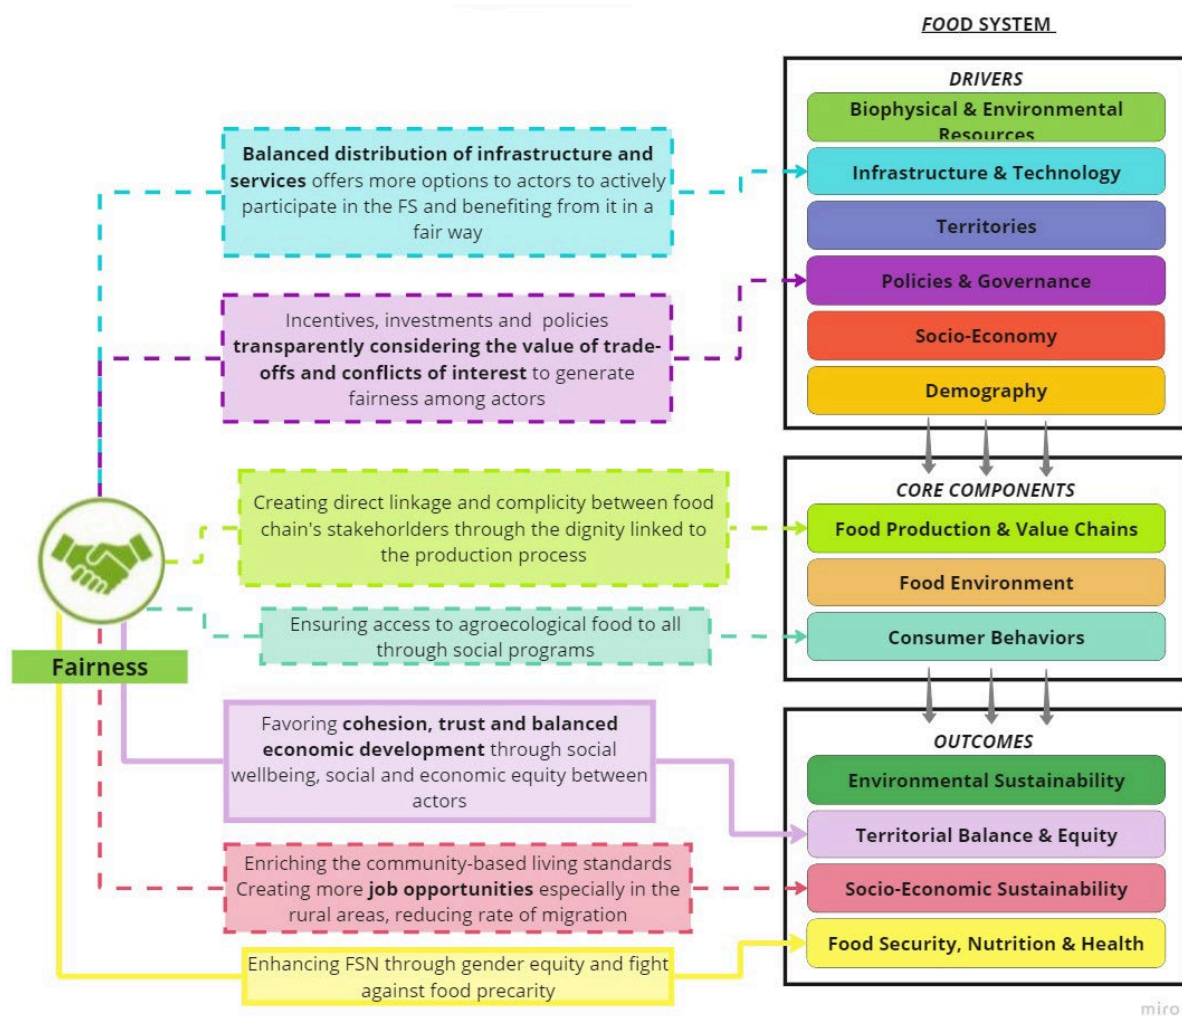 FOOD SYSTEM
DRIVERS
Biophysical & Environmental
Resources
Balanced distribution of infrastructure and
services offers more options to actors to actively
participate in the FS and benefiting from it in a
fair way
Infrastructure & Technology
Territories
Incentives, investments and policies
transparently considering the value of trade-
offs and conflicts of interest to generate
fairness among actors
Policies & Governance
Socio-Economy
Demography
CORE COMPONENTS
Creating direct linkage and complicity between food
chain's stakehorlders through the dignity linked to
the production process
Food Production & Value Chains
Food Environment
Ensuring access to agroecological food to all
through social programs
Consumer Behaviors
Fairness
OUTCOMES
Favoring cohesion, trust and balanced
economic development through social
wellbeing, social and economic equity between
actors
Environmental Sustainability
Territorial Balance & Equity
Enriching the community-based living standards
Creating more job opportunities especially in the
rural areas, reducing rate of migration
Socio-Economic Sustainability
Enhancing FSN through gender equity and fight
against food precarity
Food Security, Nutrition & Health
miro